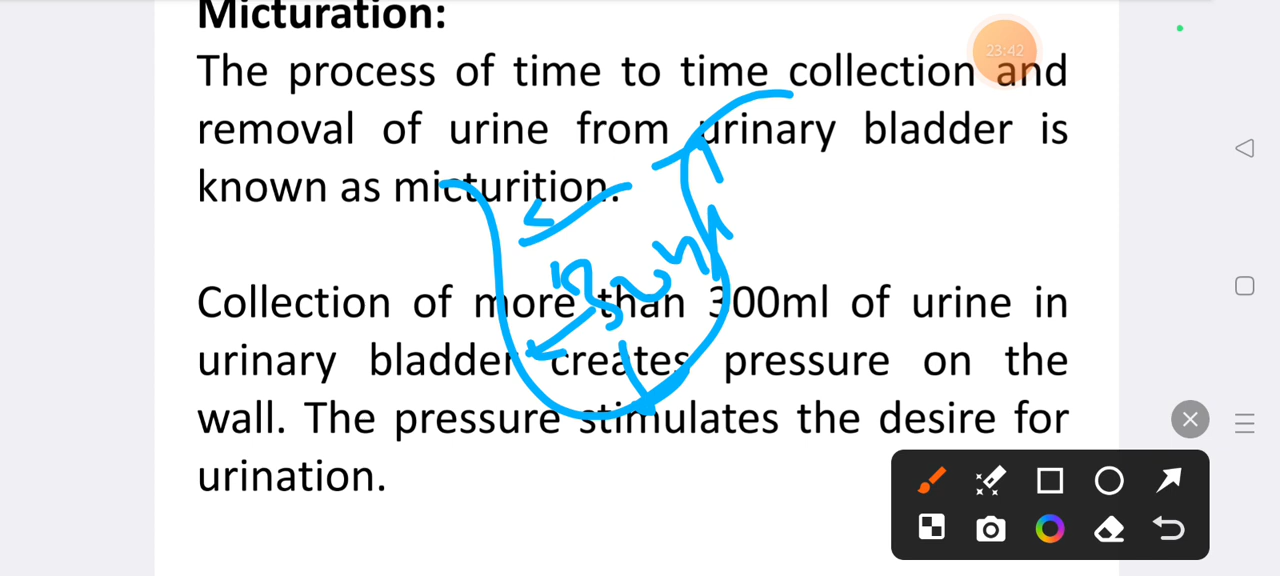 Micturation:
23:42
The process of time to time collection and
removal of urine from urinary bladder is
known as micturition.
Collection of more than 300ml of urine in
urinary bladder creates pressure on the
wall. The pressure stimulates the desire for
urination.